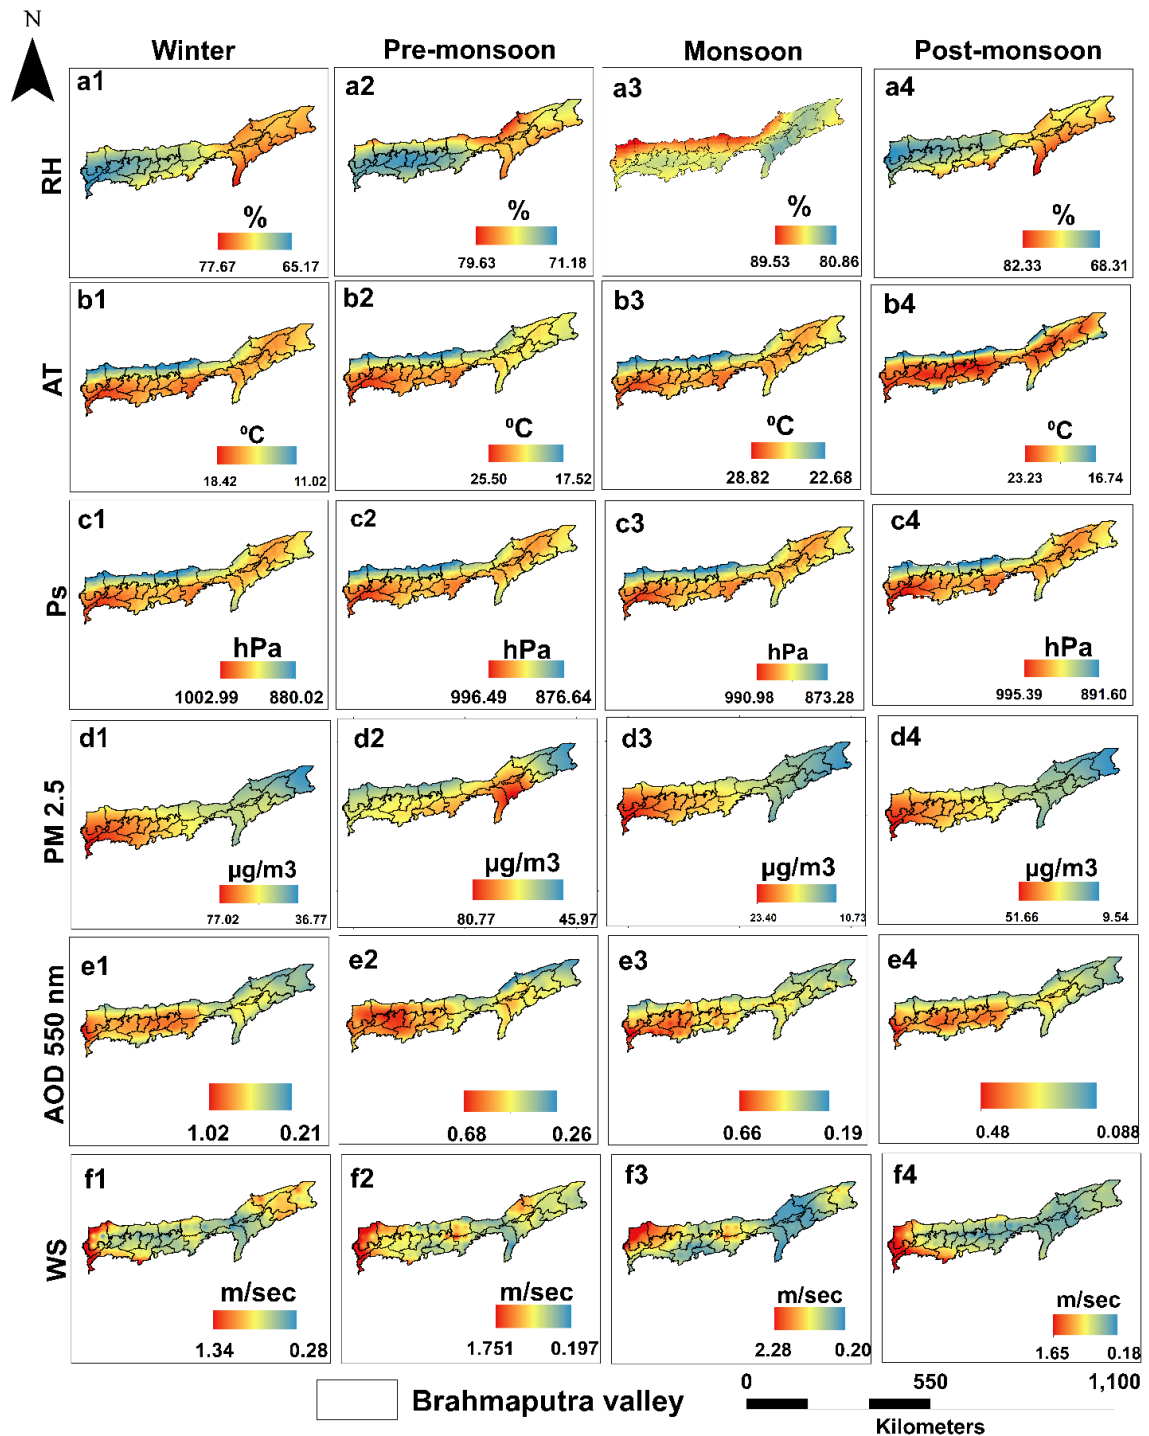 N
Winter
Pre-monsoon
Monsoon
Post-monsoon
RH
a1
%
77.67 65.17
a2
%
79.63 71.18
a3
%
89.53 80.86
a4
%
82.33 68.31
AT
b1
⁰C
18.42 11.02
b2
⁰C
25.50 17.52
b3
⁰C
28.82 22.68
b4
⁰C
23.23 16.74
Ps
c1
hPa
1002.99 880.02
c2
hPa
996.49 876.64
c3
hPa
990.98 873.28
c4
hPa
995.39 891.60
PM 2.5
d1
µg/m3
77.02 36.77
d2
µg/m3
80.77 45.97
d3
µg/m3
23.40 10.73
d4
µg/m3
51.66 9.54
AOD 550 nm
e1
1.02 0.21
e2
0.68 0.26
e3
0.66 0.19
e4
0.48 0.088
WS
f1
m/sec
1.34 0.28
f2
m/sec
1.751 0.197
f3
m/sec
2.28 0.20
f4
m/sec
1.65 0.18
Brahmaputra valley
0 550 1,100
Kilometers